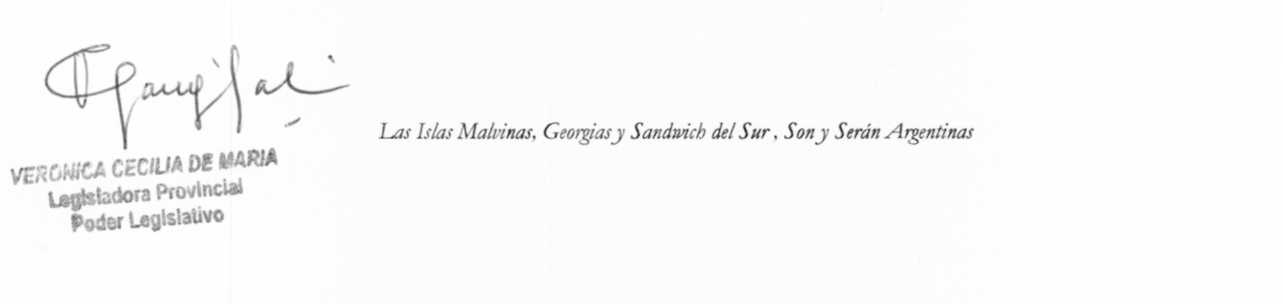 VERONICA CECILIA DE MARIA
Legisladora Provincial
Poder Legislativo
Las Islas Malvinas, Georgias y Sandwich del Sur , Son y Serán Argentinas